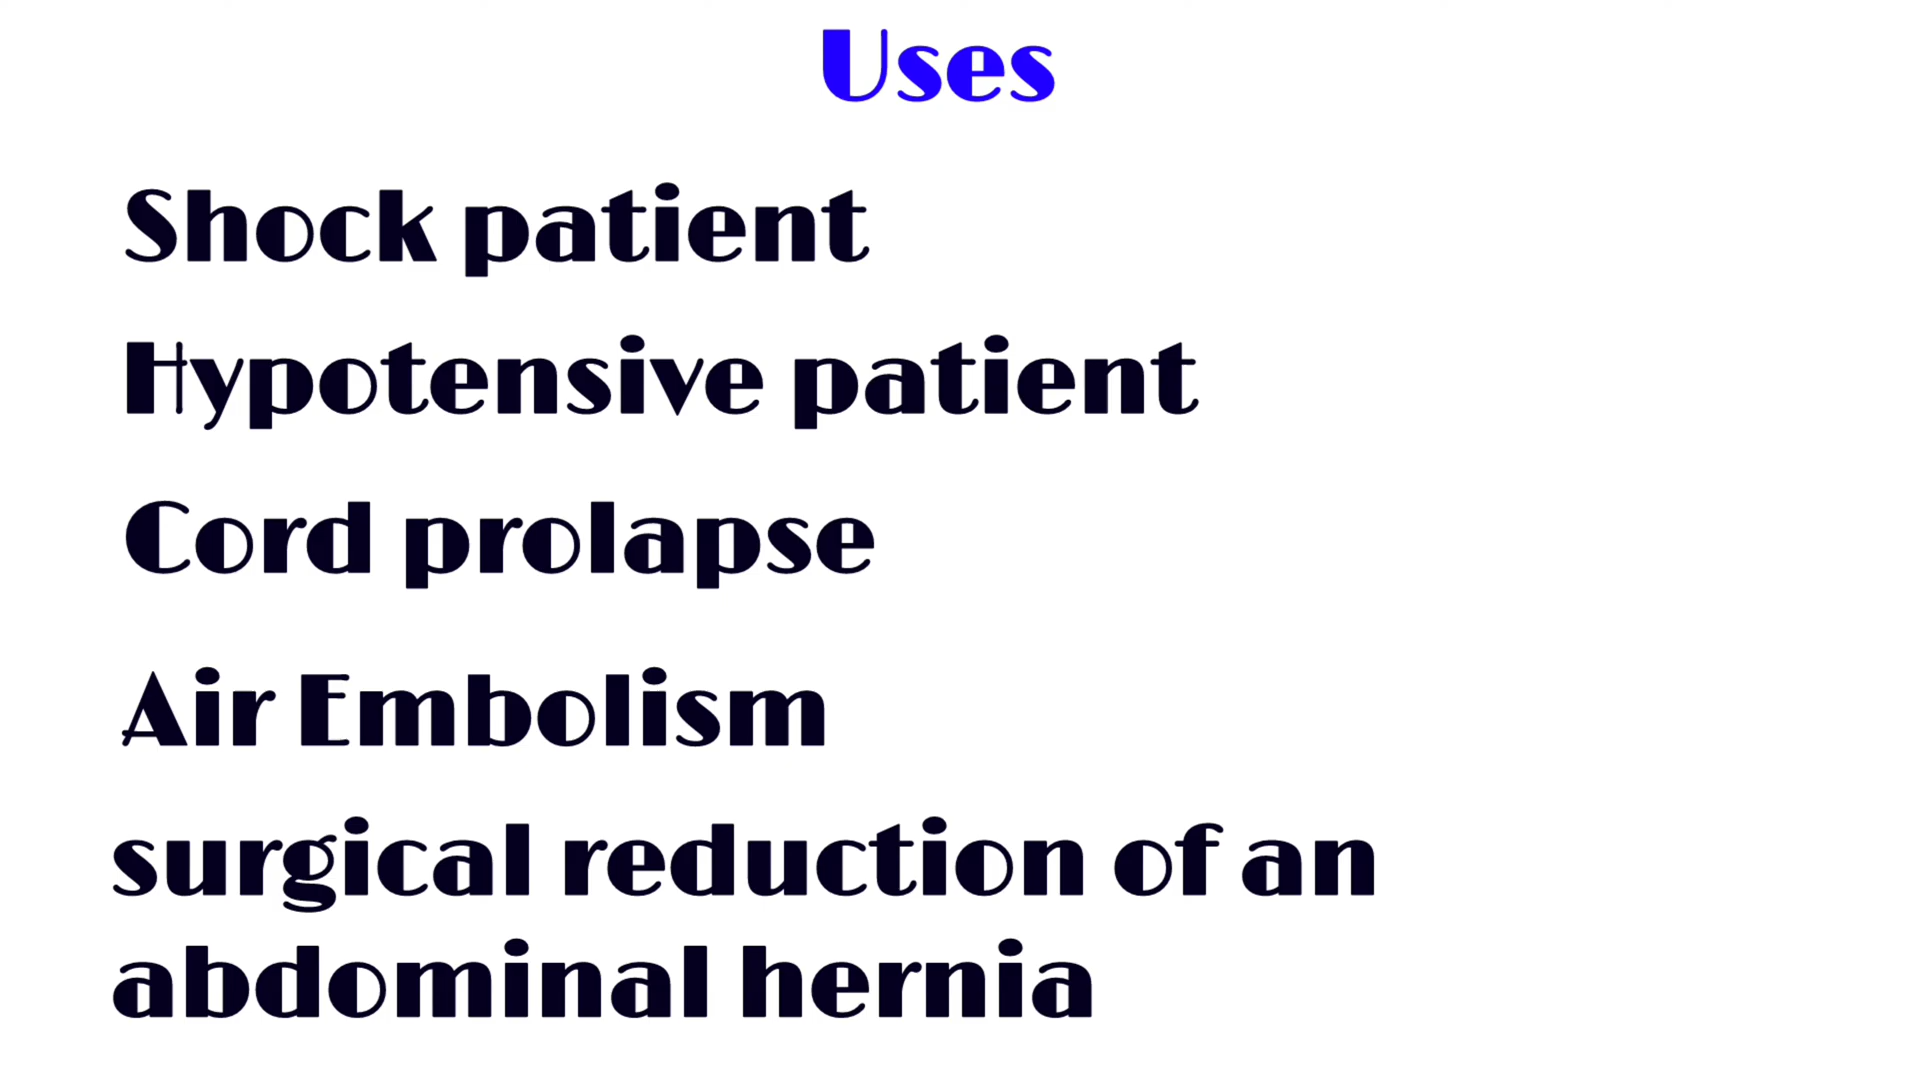 Uses
Shock patient
Hypotensive patient
Cord prolapse
Air Embolism
surgical reduction of an
abdominal hernia